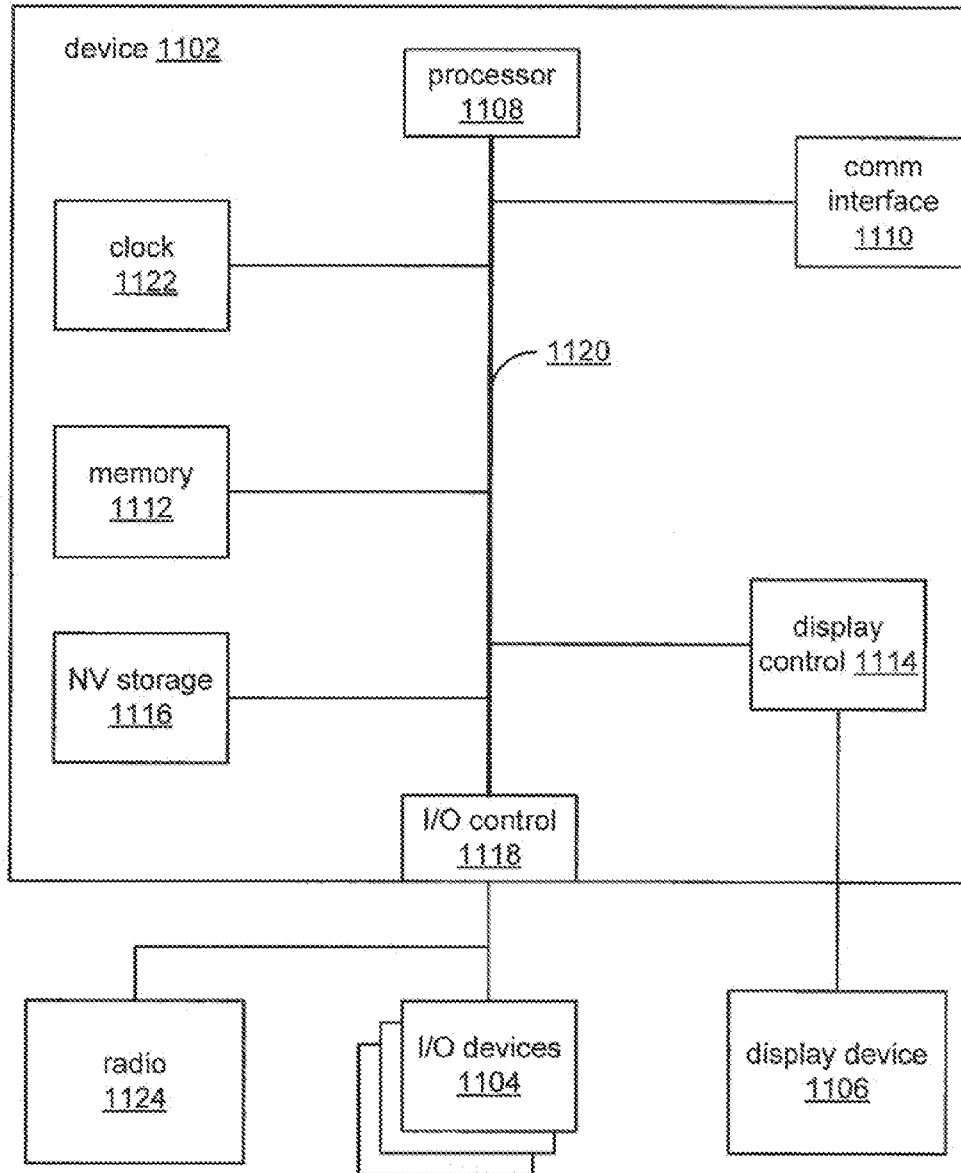 device 1102
processor
1108
comm
interface
1110
clock
1122
1120
memory
1112
display
control 1114
NV storage
1116
I/O control
1118
radio
1124
I/O devices
1104
display device
1106